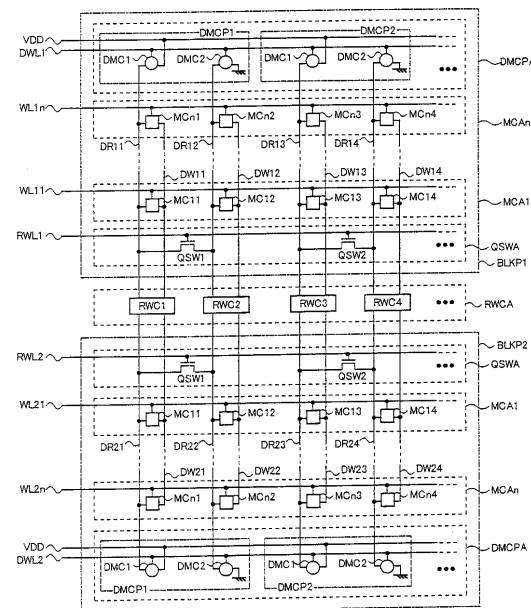 DMCP1 DMCP2
VDD
DWL1
DMC1 DMC2 DMC1 DMC2 DMCPA
•••
WL1n
MCn1 MCn2 MCn3 MCn4 MCAn
DR11 DR12 DR13 DR14
DW11 DW12 DW13 DW14
WL11
MC11 MC12 MC13 MC14 MCA1
RWL1
QSW1 QSW2 ••• QSWA
BLKP1
RWC1 RWC2 RWC3 RWC4 ••• RWCA
BLKP2
RWL2
QSW1 QSW2 ••• QSWA
WL21
MC11 MC12 MC13 MC14 MCA1
DR21 DR22 DR23 DR24
DW21 DW22 DW23 DW24
WL2n
MCn1 MCn2 MCn3 MCn4 MCAn
VDD DMCPA
DWL2
DMC1 DMC2 DMC1 DMC2 •••
DMCP1 DMCP2